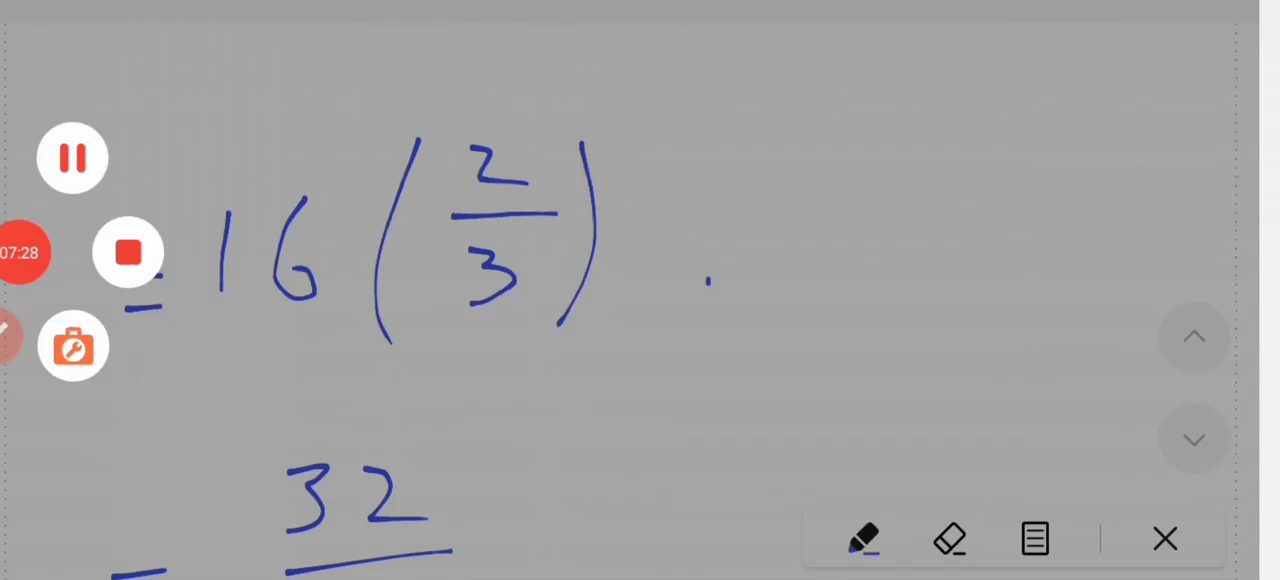 07:28
= 16 ( 2/3 ) .
= 32